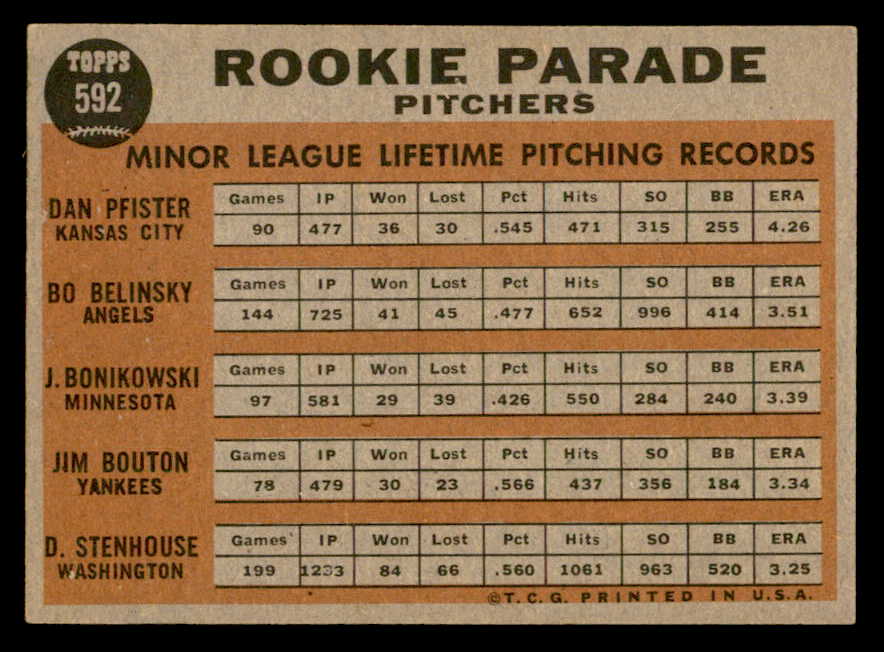 TOPPS
592
ROOKIE PARADE
PITCHERS
MINOR LEAGUE LIFETIME PITCHING RECORDS
DAN PFISTER
KANSAS CITY
Games IP Won Lost Pct Hits SO BB ERA
90 477 36 30 .545 471 315 255 4.26
BO BELINSKY
ANGELS
Games IP Won Lost Pct Hits SO BB ERA
144 725 41 45 .477 652 996 414 3.51
J. BONIKOWSKI
MINNESOTA
Games IP Won Lost Pct Hits SO BB ERA
97 581 29 39 .426 550 284 240 3.39
JIM BOUTON
YANKEES
Games IP Won Lost Pct Hits SO BB ERA
78 479 30 23 .566 437 356 184 3.34
D. STENHOUSE
WASHINGTON
Games IP Won Lost Pct Hits SO BB ERA
199 1233 84 66 .560 1061 963 520 3.25
©T.C.G. PRINTED IN U.S.A.